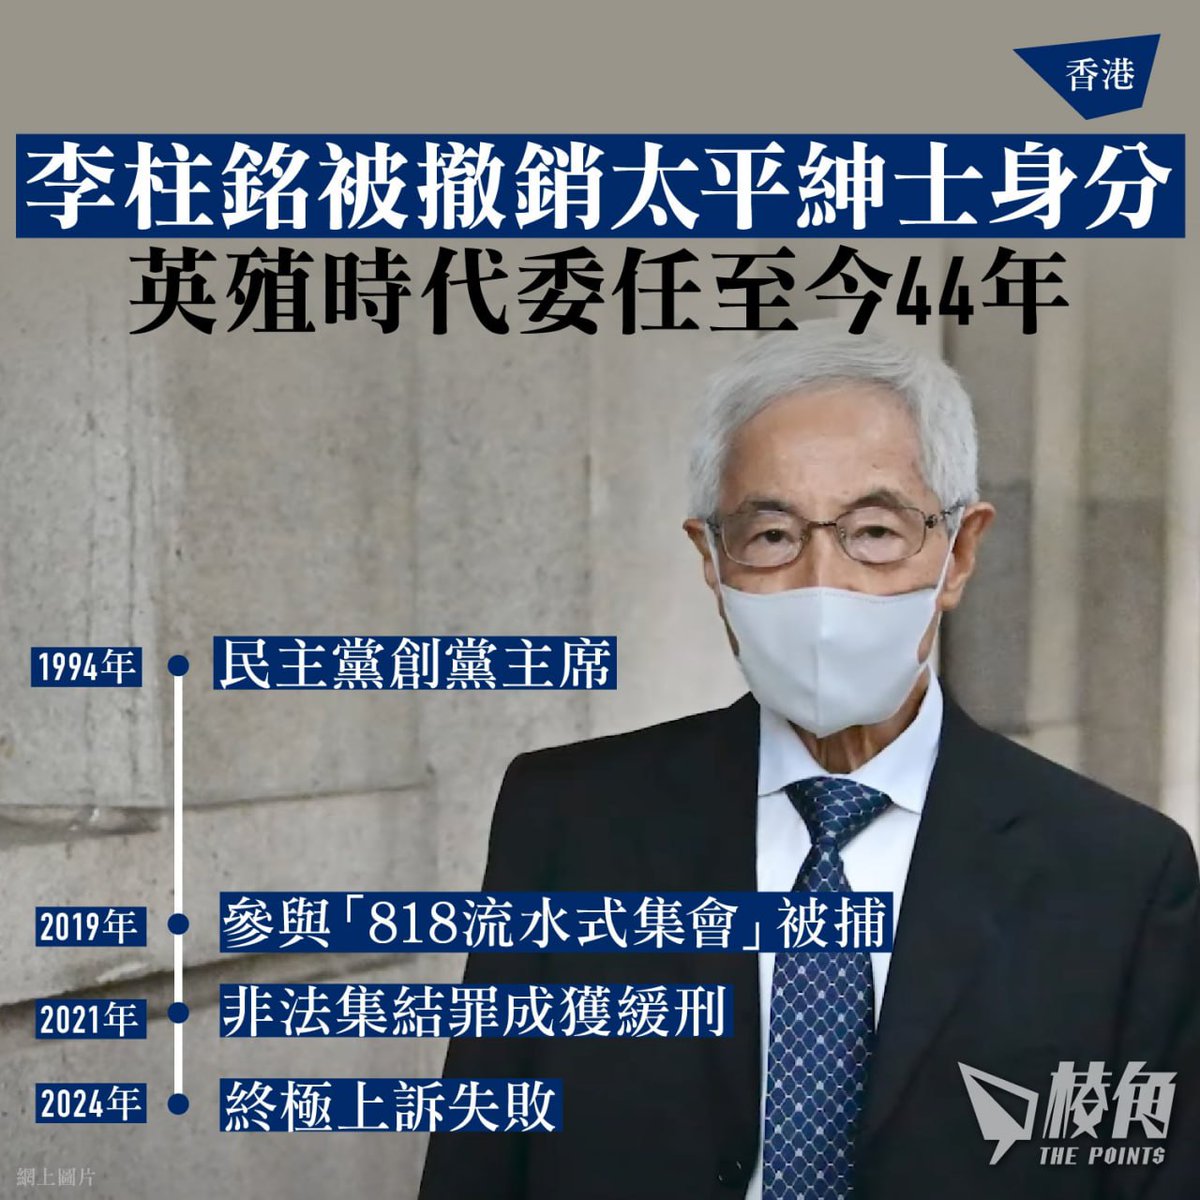 香港
李柱銘被撤銷太平紳士身分
英殖時代委任至今44年
1994年 民主黨創黨主席
2019年 參與「818流水式集會」被捕
2021年 非法集結罪成獲緩刑
2024年 終極上訴失敗
棱角
THE POINTS
網上圖片